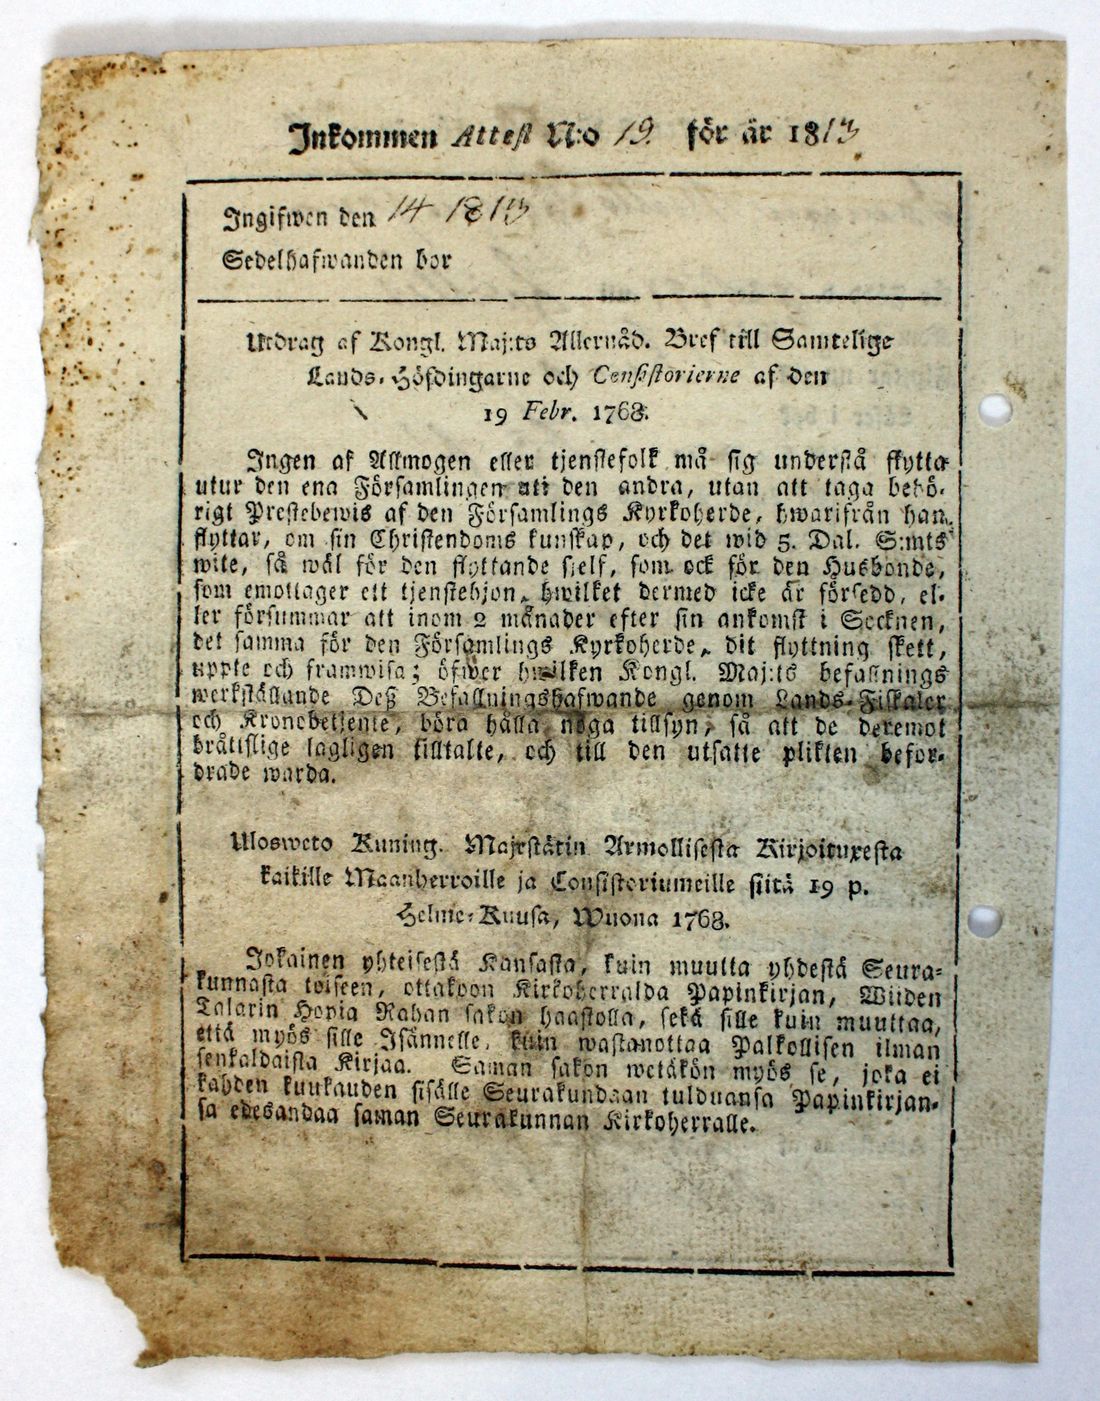 Inkommen Attest N:o 19. för år 1813
Ingifwen den 14 1813
Sedelhafwanden bor
Utdrag af Kongl. Maj:ts Allernåd. Bref till Samtelige
Lands-Höfdingarne och Consistorierne af den
19 Febr. 1768.
Ingen af Allmogen eller tjenstefolk må sig understå flytta
utur den ena Församlingen uti den andra, utan att taga behö-
rigt Prestebewis af den Församlings Kyrkoherde, hwarifrån han
flyttar, om sin Christendoms kunskap, och det wid 5. Dal. S:mts
wite, så wäl för den flyttande sjelf, som ock för den Husbonde,
som emottager ett tjenstehjon, hwilket dermed icke är försedd, el-
ler försummar att inom 2 månader efter sin ankomst i Socknen,
det samma för den Församlings Kyrkoherde, dit flyttning skett,
uppte och framwisa; öfwer hwilken Kongl. Maj:ts befallnings
werkställande Deß Befallningshafwande genom Lands-Fiskaler
och Kronobetjente, böra hålla noga tillsyn, så att de deremot
bråtislige lagligen tilltalte, och till den utsatte plikten befor-
drade warda.
Ulosweto Kuning. Majestätin Armollisesta Kirjoituxesta
kaikille Maanherroille ja Consistoriumeille siitä 19 p.
Helme-Kuusa, Wuona 1768.
Jokainen yhteisestä Kansasta, kuin muutta yhdestä Seura-
kunnasta toiseen, ottakoon Kirkoherralda Papinkirjan, Wiiden
Talarin Hopia Rahan sakon haastolla, sekä sille kuin muuttaa,
että myös sille Isännelle, kuin wastanottaa Palkollisen ilman
senkaldaista Kirjaa. Saman sakon wetäkön myös se, joka ei
kahden kuukauden sisälle Seurakundaan tulduansa Papinkirjan-
sa edesandaa saman Seurakunnan Kirkoherralle.